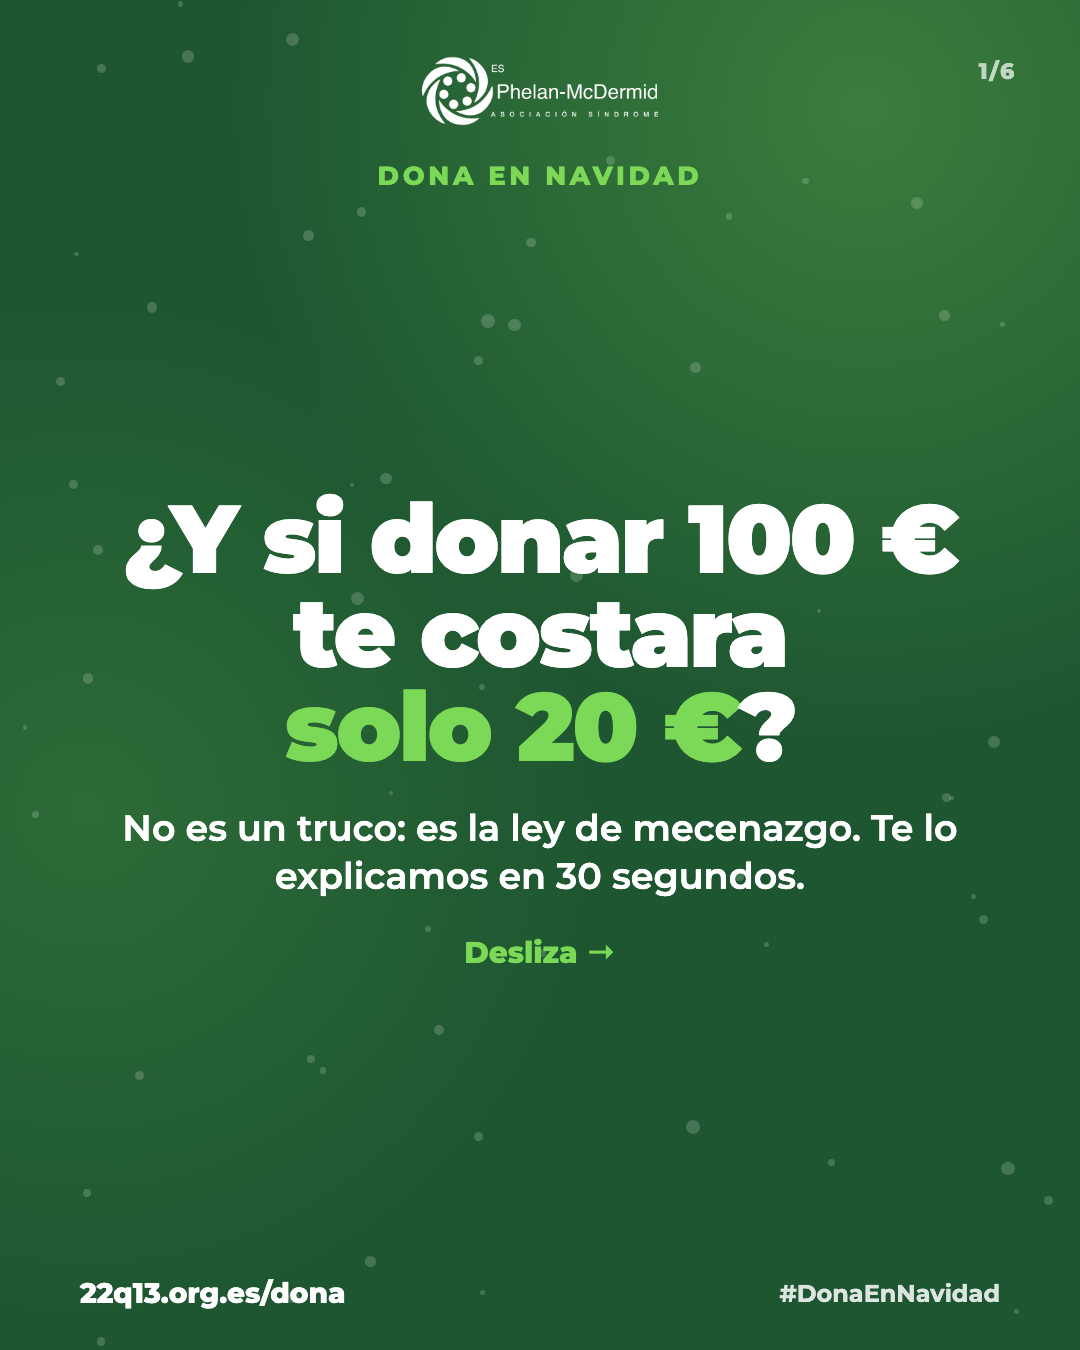 1/6
ES
Phelan-McDermid
ASOCIACIÓN SÍNDROME
DONA EN NAVIDAD
¿Y si donar 100 €
te costara
solo 20 €?
No es un truco: es la ley de mecenazgo. Te lo
explicamos en 30 segundos.
Desliza →
22q13.org.es/dona
#DonaEnNavidad